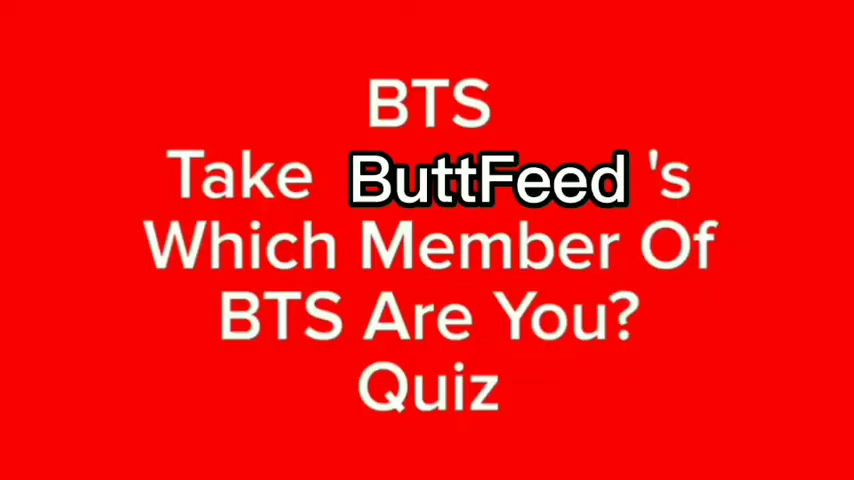 BTS
Take ButtFeed 's
Which Member Of
BTS Are You?
Quiz